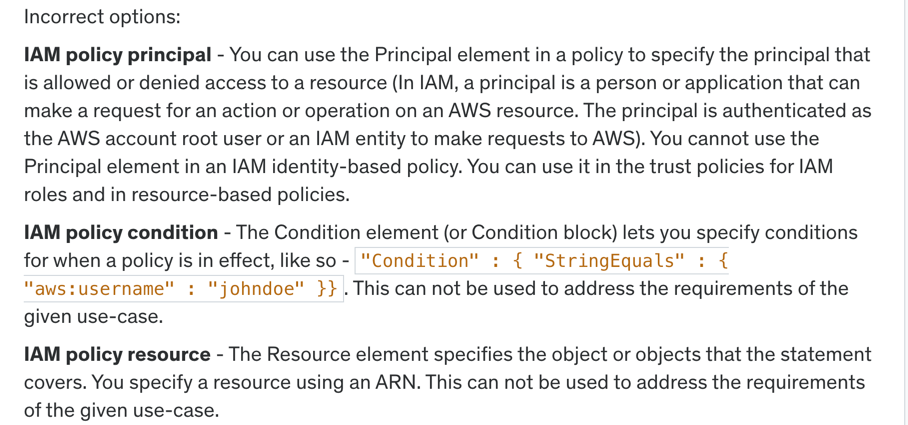 Incorrect options:
IAM policy principal - You can use the Principal element in a policy to specify the principal that
is allowed or denied access to a resource (In IAM, a principal is a person or application that can
make a request for an action or operation on an AWS resource. The principal is authenticated as
the AWS account root user or an IAM entity to make requests to AWS). You cannot use the
Principal element in an IAM identity-based policy. You can use it in the trust policies for IAM
roles and in resource-based policies.
IAM policy condition - The Condition element (or Condition block) lets you specify conditions
for when a policy is in effect, like so - "Condition" : { "StringEquals" : {
"aws:username" : "johndoe" }}. This can not be used to address the requirements of the
given use-case.
IAM policy resource - The Resource element specifies the object or objects that the statement
covers. You specify a resource using an ARN. This can not be used to address the requirements
of the given use-case.